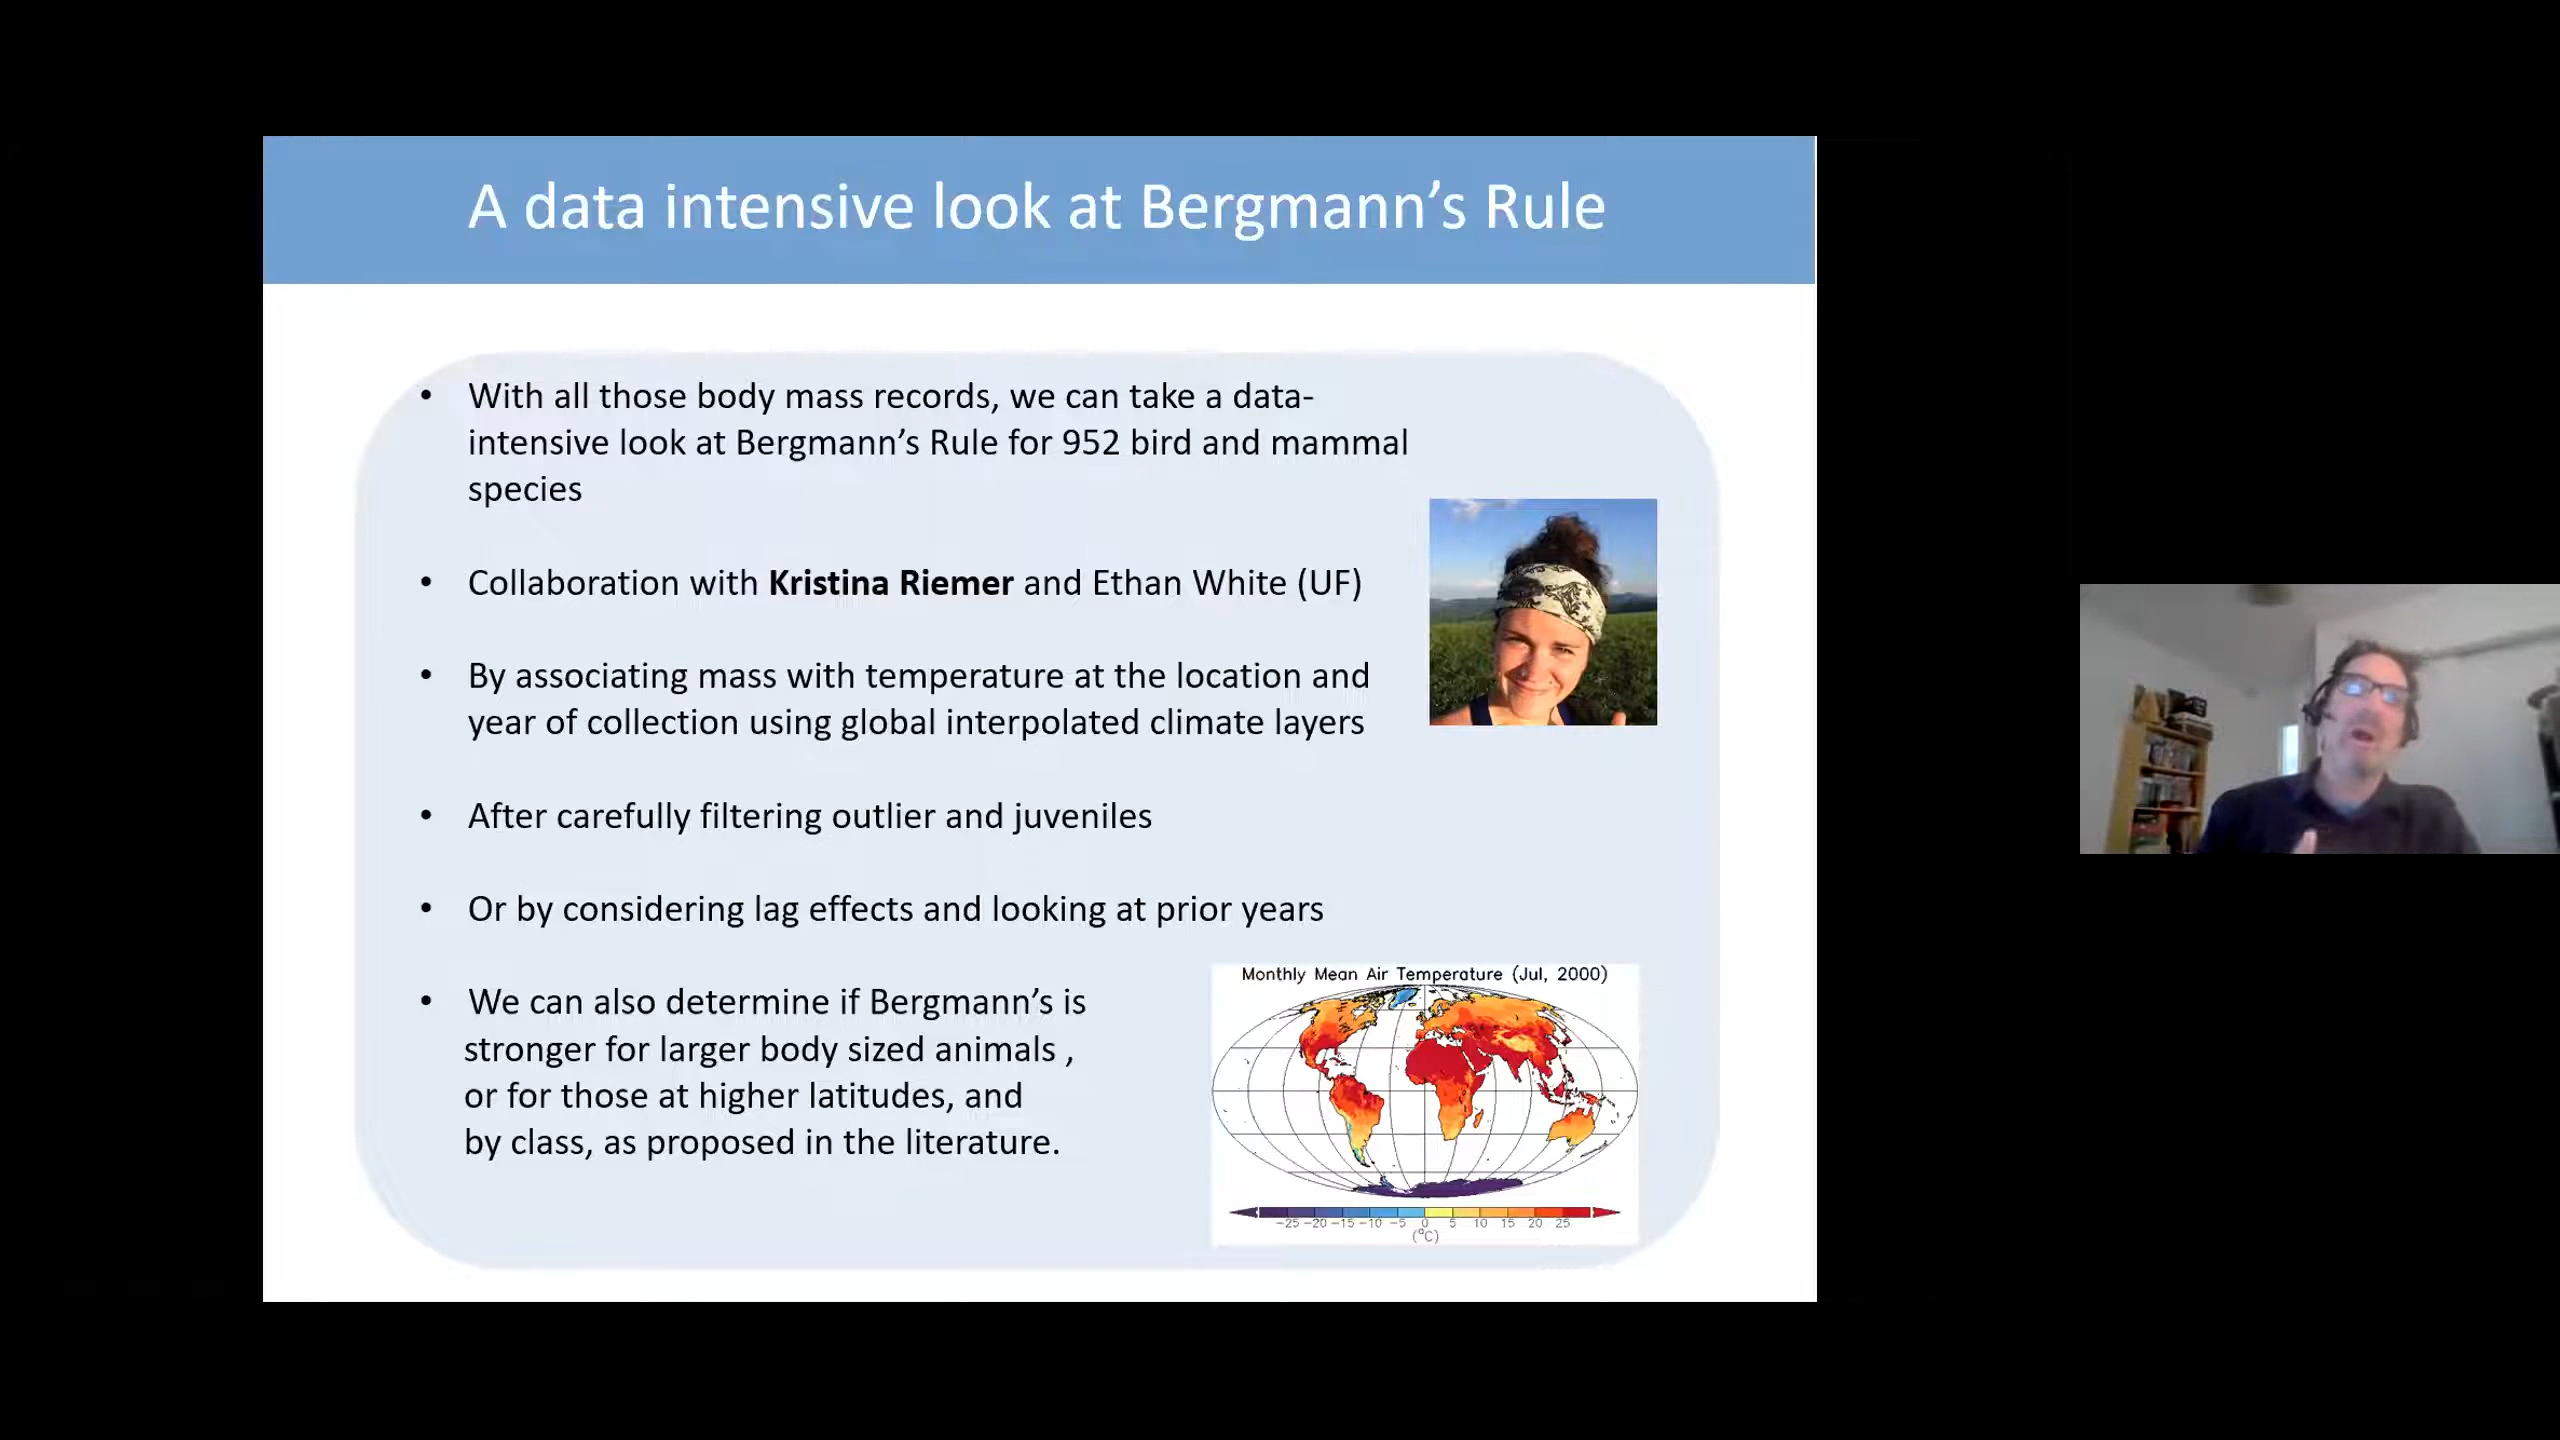 A data intensive look at Bergmann’s Rule
• With all those body mass records, we can take a data-
intensive look at Bergmann’s Rule for 952 bird and mammal
species
• Collaboration with Kristina Riemer and Ethan White (UF)
• By associating mass with temperature at the location and
year of collection using global interpolated climate layers
• After carefully filtering outlier and juveniles
• Or by considering lag effects and looking at prior years
• We can also determine if Bergmann’s is
stronger for larger body sized animals ,
or for those at higher latitudes, and
by class, as proposed in the literature.
Monthly Mean Air Temperature (Jul, 2000)
-25 -20 -15 -10 -5 0 5 10 15 20 25
(°C)